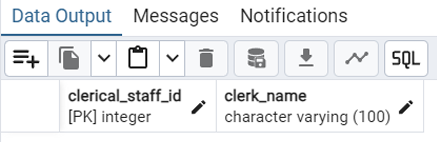 Data Output Messages Notifications
SQL
clerical_staff_id clerk_name
[PK] integer character varying (100)